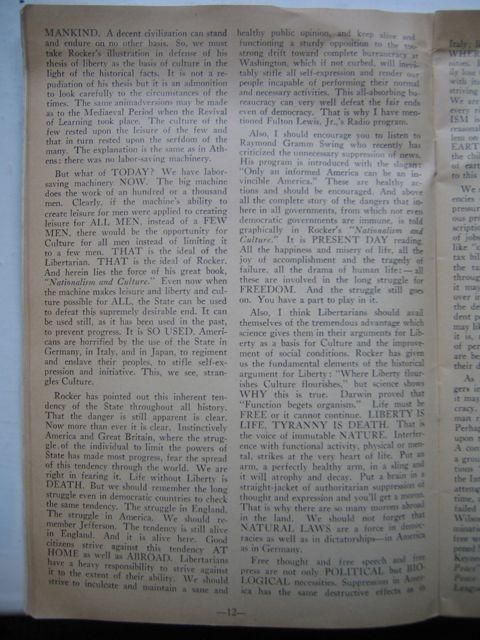 MANKIND. A decent civilization can stand
and endure on no other basis. So, we must
take Rocker's illustration in defense of his
thesis of liberty as the basis of culture in the
light of the historical facts. It is not a re-
pudiation of his thesis but it is an admonition
to look carefully to the circumstances of the
times. The same animadversions may be made
as to the Mediaeval Period when the Revival
of Learning took place. The culture of the
few rested upon the leisure of the few and
that in turn rested upon the serfdom of the
many. The explanation is the same as in Ath-
ens: there was no labor-saving machinery.
But what of TODAY? We have labor-
saving machinery NOW. The big machine
does the work of an hundred or a thousand
men. Clearly, if the machine's ability to
create leisure for men were applied to creating
leisure for ALL MEN, instead of a FEW
MEN, there would be the opportunity for
Culture for all men instead of limiting it
to a few men. THAT is the ideal of the
Libertarian. THAT is the ideal of Rocker.
And herein lies the force of his great book,
"Nationalism and Culture." Even now when
the machine makes leisure and liberty and cul-
ture possible for ALL, the State can be used
to defeat this supremely desirable end. It can
be used still, as it has been used in the past,
to prevent progress. It is SO USED. Ameri-
cans are horrified by the use of the State in
Germany, in Italy, and in Japan, to regiment
and enslave their peoples, to stifle self-ex-
pression and initiative. This, we see, stran-
gles Culture.
Rocker has pointed out this inherent ten-
dency of the State throughout all history.
That the danger is still apparent is clear.
Now more than ever it is clear. Instinctively
America and Great Britain, where the strug-
gle of the individual to limit the powers of
State has made most progress, fear the spread
of this tendency through the world. We are
right in fearing it. Life without Liberty is
DEATH. But we should remember the long
struggle even in democratic countries to check
the same tendency. The struggle in England.
The struggle in America. We should re-
member Jefferson. The tendency is still alive
in England. And it is alive here. Good
citizens strive against this tendency AT
HOME as well as ABROAD. Libertarians
have a heavy responsibility to strive against
it to the extent of their ability. We should
strive to inculcate and maintain a sane and
healthy public opinion, and keep alive and
functioning a sturdy opposition to the too-
strong drift toward complete bureaucracy at
Washington, which if not curbed, will inevi-
tably stifle all self-expression and render our
people incapable of performing their normal
and necessary activities. This all-absorbing bu-
reaucracy can very well defeat the fair ends
even of democracy. That is why I have men-
tioned Fulton Lewis, Jr.'s Radio program.
Also, I should encourage you to listen to
Raymond Gramm Swing who recently has
criticized the unnecessary suppression of news.
His program is introduced with the slogan:
"Only an informed America can be an in-
vincible America." These are healthy ac-
tions and should be encouraged. And above
all the complete story of the dangers that in-
here in all governments, from which not even
democratic governments are immune, is told
graphically in Rocker's "Nationalism and
Culture." It is PRESENT DAY reading.
All the happiness and misery of life, all the
joy of accomplishment and the tragedy of
failure, all the drama of human life:—all
these are involved in the long struggle for
FREEDOM. And the struggle still goes
on. You have a part to play in it.
Also, I think Libertarians should avail
themselves of the tremendous advantage which
science gives them in their arguments for Lib-
erty as a basis for Culture and the improve-
ment of social conditions. Rocker has given
us the fundamental elements of the historical
argument for Liberty: "Where Liberty flour-
ishes Culture flourishes," but science shows
WHY this is true. Darwin proved that
"Function begets organism." Life must be
FREE or it cannot continue. LIBERTY IS
LIFE, TYRANNY IS DEATH. That is
the voice of immutable NATURE. Interfer-
ence with functional activity, physical or men-
tal, strikes at the very heart of life. Put an
arm, a perfectly healthy arm, in a sling and
it will atrophy and decay. Put a brain in a
straight-jacket of authoritarian suppression of
thought and expression and you'll get a moron.
That is why there are so many morons abroad
in the land. We should not forget that
NATURAL LAWS are a force in democ-
racies as well as in dictatorships—in America
as in Germany.
Free thought and free speech and free
press are not only POLITICAL but BIO-
LOGICAL necessities. Suppression in Amer-
ica has the same destructive effects as in
—12—